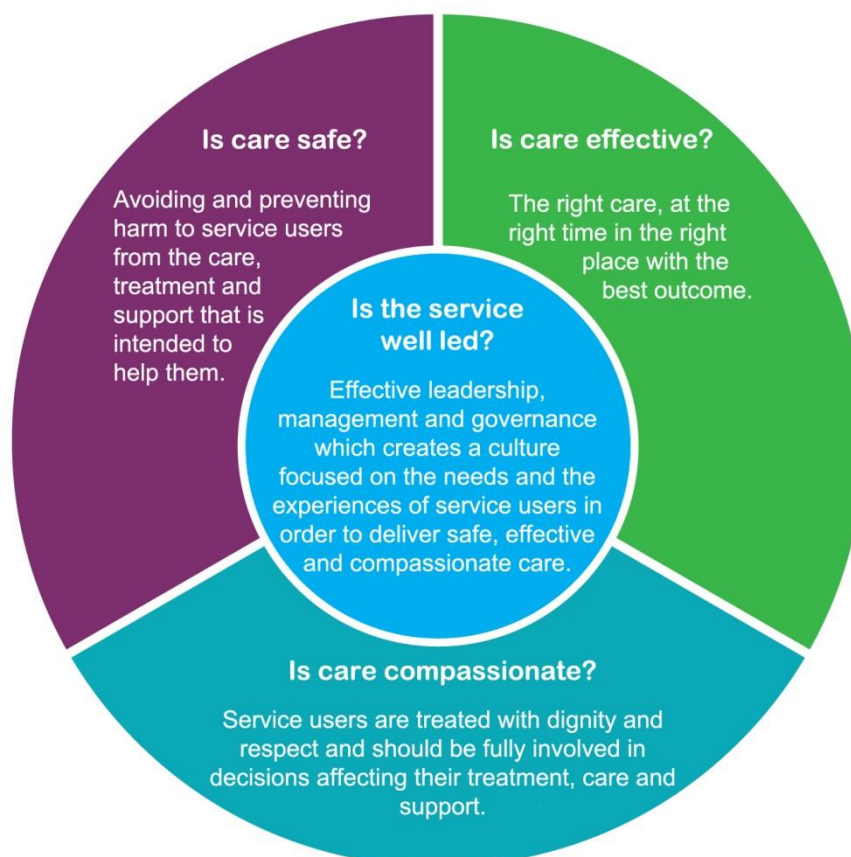 Is care safe?
Avoiding and preventing
harm to service users
from the care,
treatment and
support that is
intended to
help them.
Is care effective?
The right care, at the
right time in the right
place with the
best outcome.
Is the service
well led?
Effective leadership,
management and governance
which creates a culture
focused on the needs and the
experiences of service users in
order to deliver safe, effective
and compassionate care.
Is care compassionate?
Service users are treated with dignity and
respect and should be fully involved in
decisions affecting their treatment, care and
support.